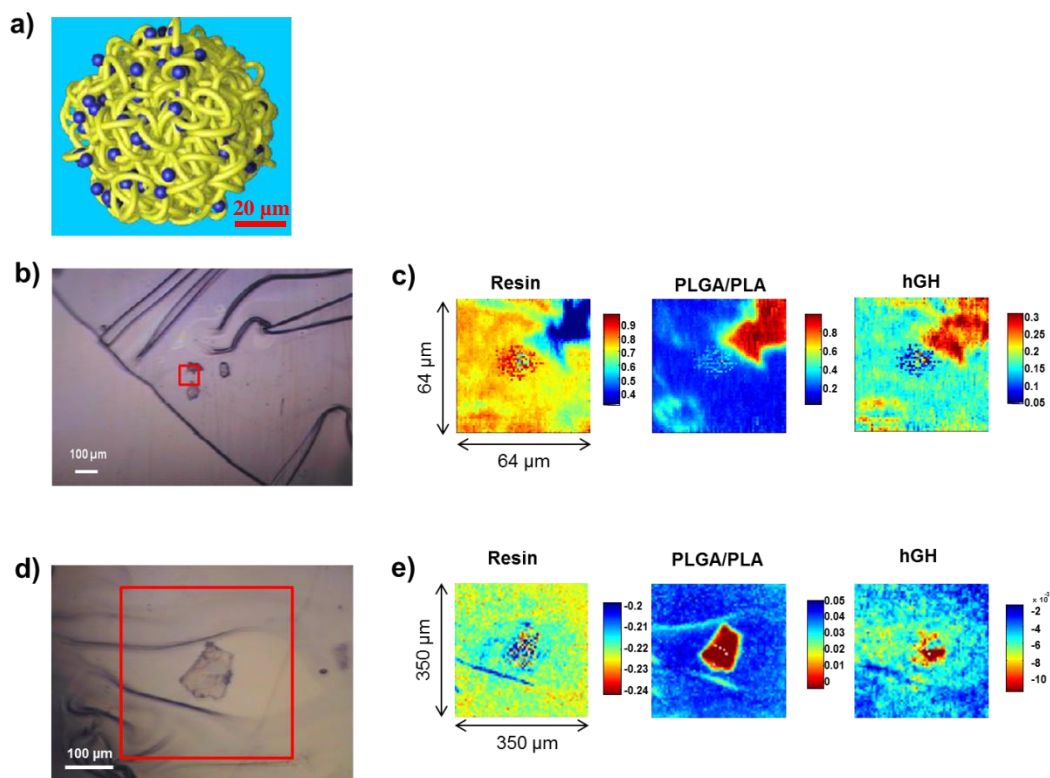 a)
20 µm
b)
100 µm
c)
Resin
PLGA/PLA
hGH
64 µm
0.9
0.8
0.7
0.6
0.5
0.4
0.8
0.6
0.4
0.2
0.3
0.25
0.2
0.15
0.1
0.05
64 µm
d)
100 µm
e)
Resin
PLGA/PLA
hGH
350 µm
-0.2
-0.21
-0.22
-0.23
-0.24
0.05
0.04
0.03
0.02
0.01
0
× 10⁻³
-2
-4
-6
-8
-10
350 µm